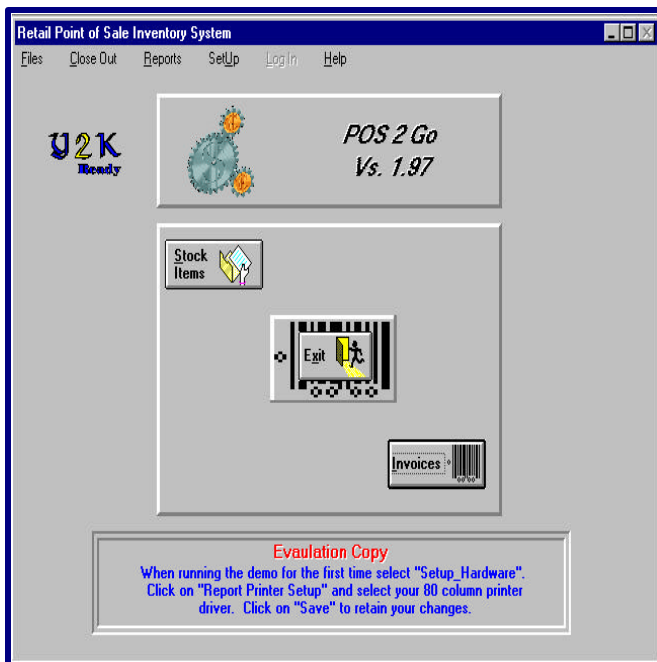 Retail Point of Sale Inventory System
Files Close Out Reports SetUp Log In Help
Y2K
Ready
POS 2 Go
Vs. 1.97
Stock
Items
Exit
Invoices
Evaulation Copy
When running the demo for the first time select "Setup_Hardware".
Click on "Report Printer Setup" and select your 80 column printer
driver. Click on "Save" to retain your changes.